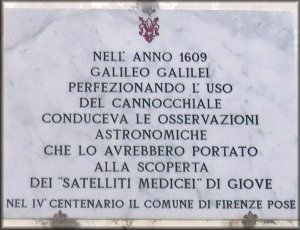 NELL' ANNO 1609
GALILEO GALILEI
PERFEZIONANDO L' USO
DEL CANNOCCHIALE
CONDUCEVA LE OSSERVAZIONI
ASTRONOMICHE
CHE LO AVREBBERO PORTATO
ALLA SCOPERTA
DEI "SATELLITI MEDICEI" DI GIOVE
NEL IV° CENTENARIO IL COMUNE DI FIRENZE POSE